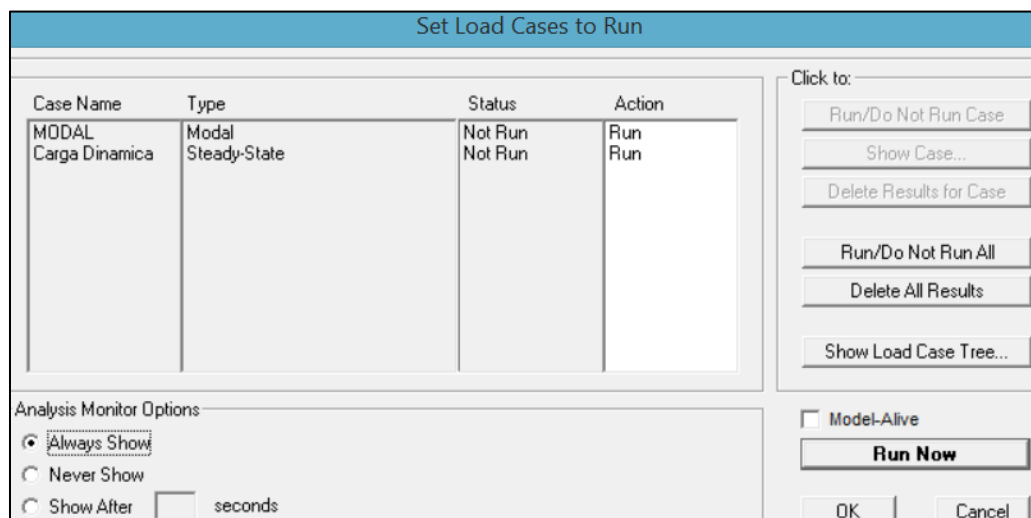 Set Load Cases to Run
Click to:
Case Name Type Status Action
MODAL Modal Not Run Run
Carga Dinamica Steady-State Not Run Run
Run/Do Not Run Case
Show Case...
Delete Results for Case
Run/Do Not Run All
Delete All Results
Show Load Case Tree...
Analysis Monitor Options
Always Show
Never Show
Show After seconds
Model-Alive
Run Now
OK Cancel